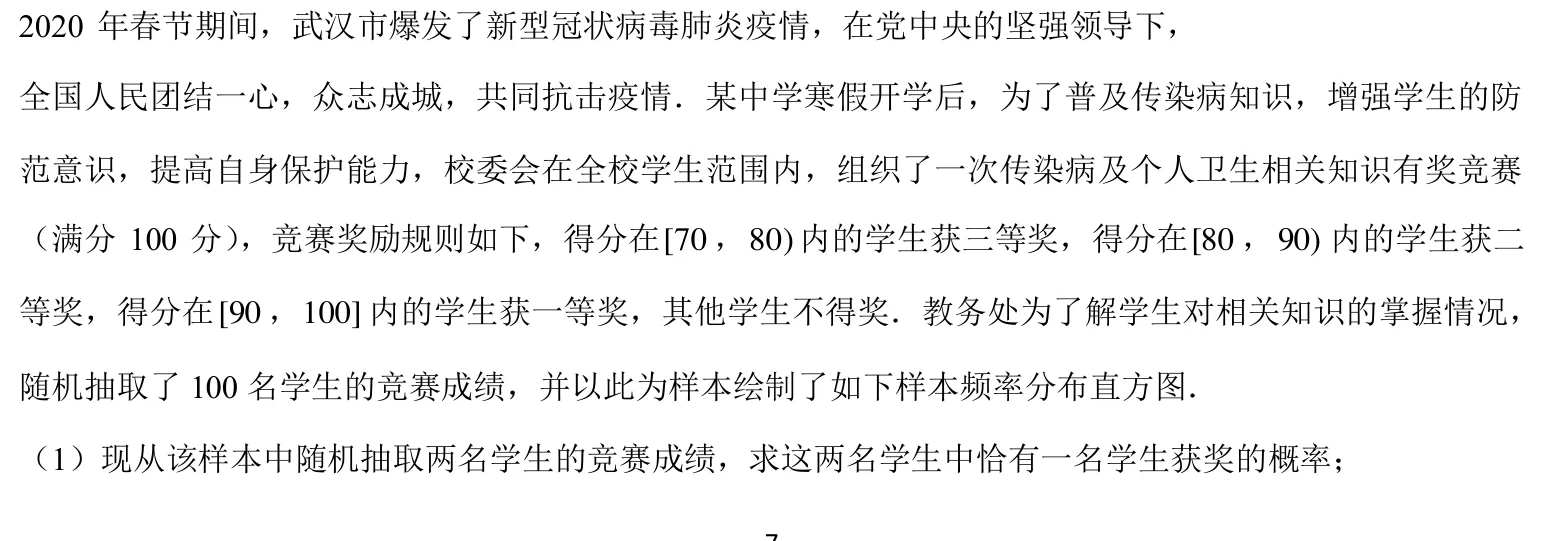 2020 年春节期间，武汉市爆发了新型冠状病毒肺炎疫情，在党中央的坚强领导下，
全国人民团结一心，众志成城，共同抗击疫情．某中学寒假开学后，为了普及传染病知识，增强学生的防
范意识，提高自身保护能力，校委会在全校学生范围内，组织了一次传染病及个人卫生相关知识有奖竞赛
（满分 100 分），竞赛奖励规则如下，得分在[70，80)内的学生获三等奖，得分在[80，90) 内的学生获二
等奖，得分在[90，100] 内的学生获一等奖，其他学生不得奖．教务处为了解学生对相关知识的掌握情况，
随机抽取了 100 名学生的竞赛成绩，并以此为样本绘制了如下样本频率分布直方图．
（1）现从该样本中随机抽取两名学生的竞赛成绩，求这两名学生中恰有一名学生获奖的概率；